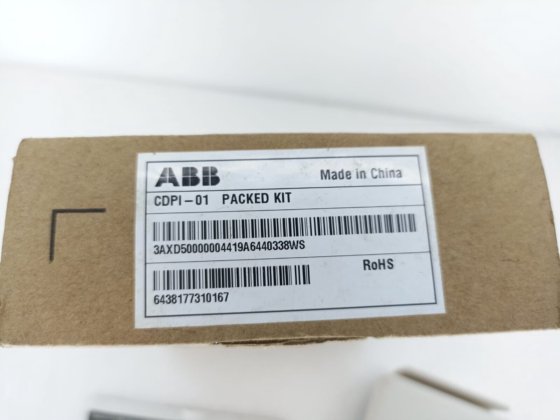 ABB
Made in China
CDPI-01 PACKED KIT
3AXD50000004419A6440338WS
RoHS
6438177310167